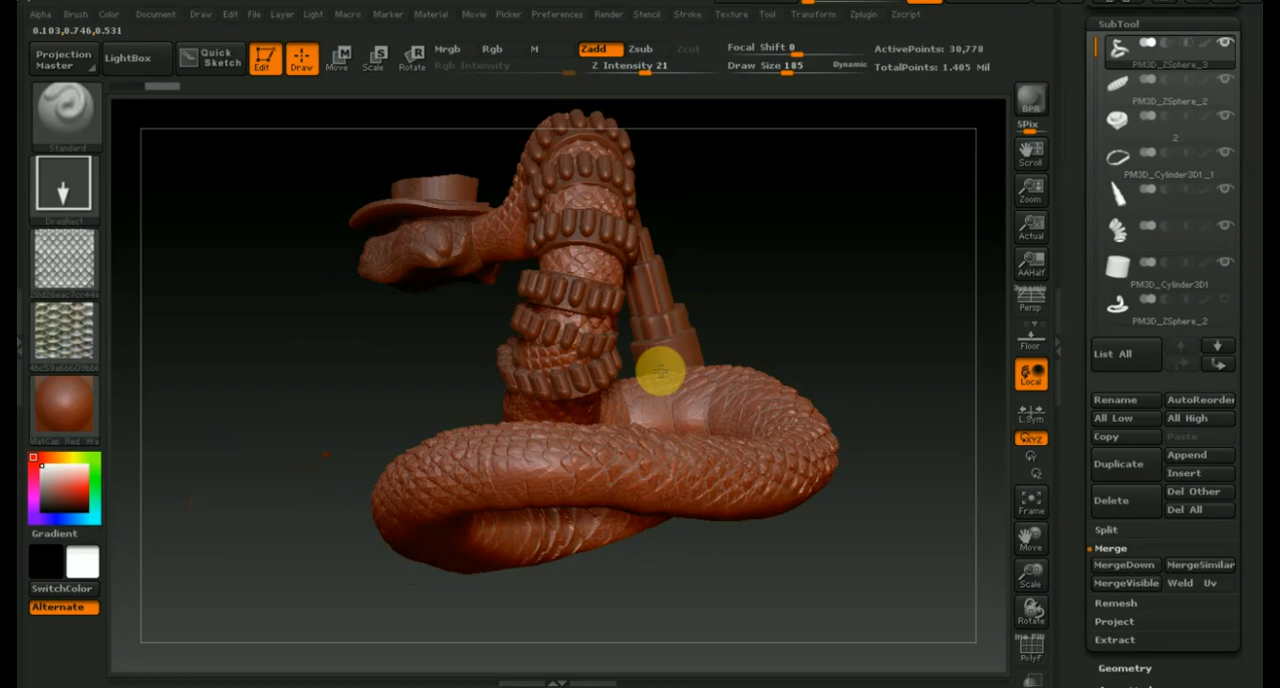 Alpha Brush Color Document Draw Edit File Layer Light Macro Marker Material Movie Picker Preferences Render Stencil Stroke Texture Tool Transform Zplugin Zscript
0.103,0.746,0.531
Projection
Master
LightBox
Quick
Sketch
Edit
Draw
Move
Scale
Rotate
Mrgb Rgb M
Rgb Intensity
Zadd Zsub Zcut
Z Intensity 21
Focal Shift 0
Draw Size 185 Dynamic
ActivePoints: 30,778
TotalPoints: 1.405 Mil
Standard
DragRect
MatCap Red Wa
Gradient
SwitchColor
Alternate
BPR
SPix
Scroll
Zoom
Actual
AAHalf
Dynamic
Persp
Floor
Local
L.Sym
XYZ
Frame
Move
Scale
Rotate
Line Fill
PolyF
SubTool
PM3D_ZSphere_3
PM3D_ZSphere_2
2
PM3D_Cylinder3D1_1
PM3D_Cylinder3D1
PM3D_ZSphere_2
List All
Rename AutoReorder
All Low All High
Copy Paste
Duplicate
Append
Insert
Delete
Del Other
Del All
Split
Merge
MergeDown MergeSimilar
MergeVisible Weld Uv
Remesh
Project
Extract
Geometry